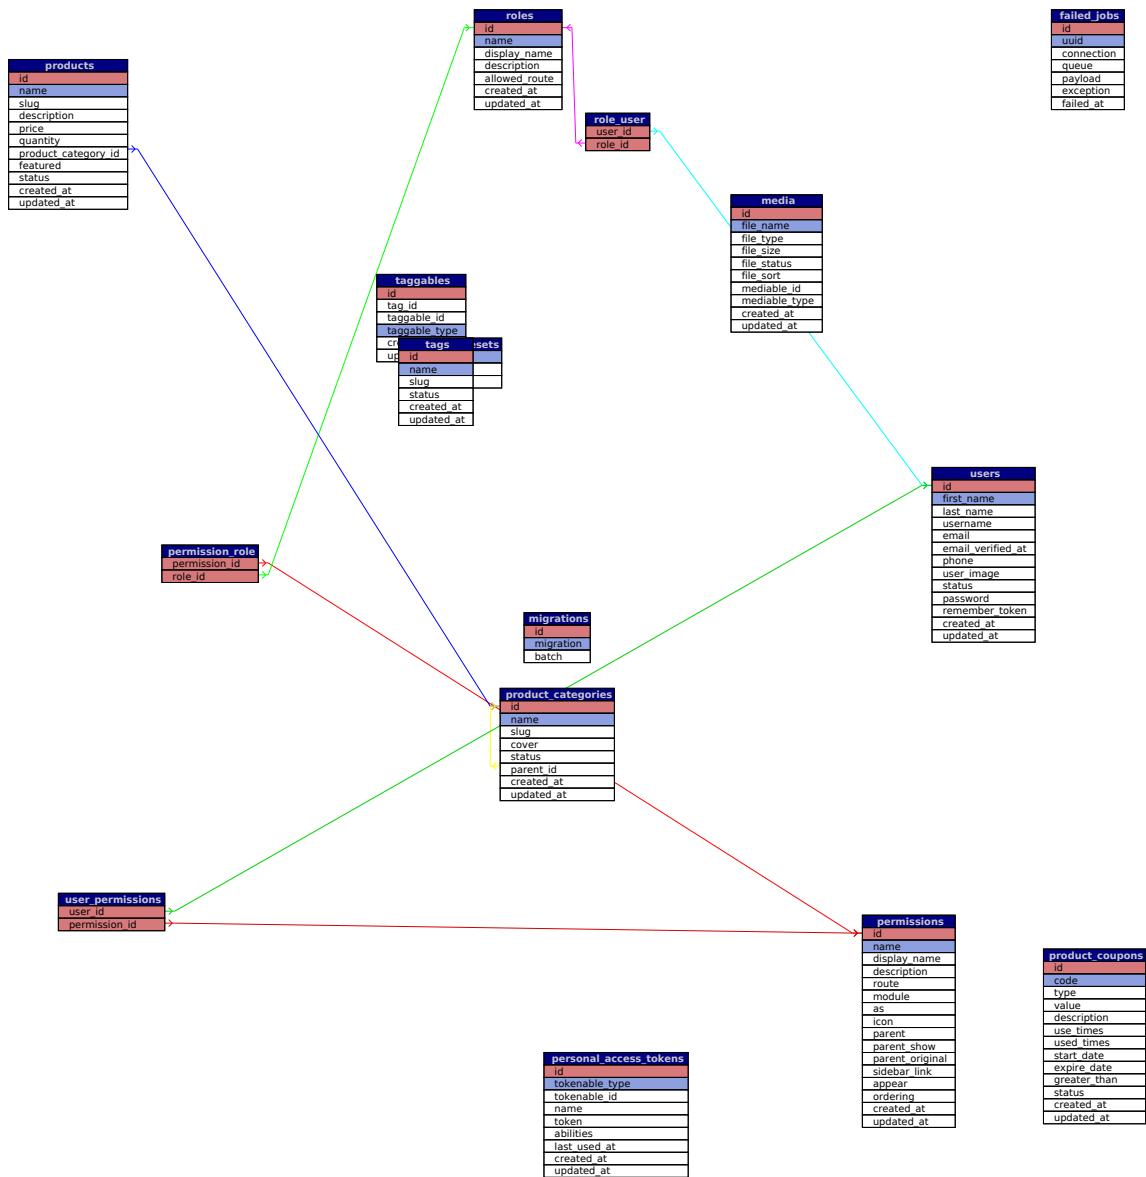 roles
id
name
display_name
description
allowed_route
created_at
updated_at
failed_jobs
id
uuid
connection
queue
payload
exception
failed_at
products
id
name
slug
description
price
quantity
product_category_id
featured
status
created_at
updated_at
role_user
user_id
role_id
media
id
file_name
file_type
file_size
file_status
file_sort
mediable_id
mediable_type
created_at
updated_at
taggables
id
tag_id
taggable_id
taggable_type
tags
id
name
slug
status
created_at
updated_at
users
id
first_name
last_name
username
email
email_verified_at
phone
user_image
status
password
remember_token
created_at
updated_at
permission_role
permission_id
role_id
migrations
id
migration
batch
product_categories
id
name
slug
cover
status
parent_id
created_at
updated_at
user_permissions
user_id
permission_id
permissions
id
name
display_name
description
route
module
as
icon
parent
parent_show
parent_original
sidebar_link
appear
ordering
created_at
updated_at
product_coupons
id
code
type
value
description
use_times
used_times
start_date
expire_date
greater_than
status
created_at
updated_at
personal_access_tokens
id
tokenable_type
tokenable_id
name
token
abilities
last_used_at
created_at
updated_at